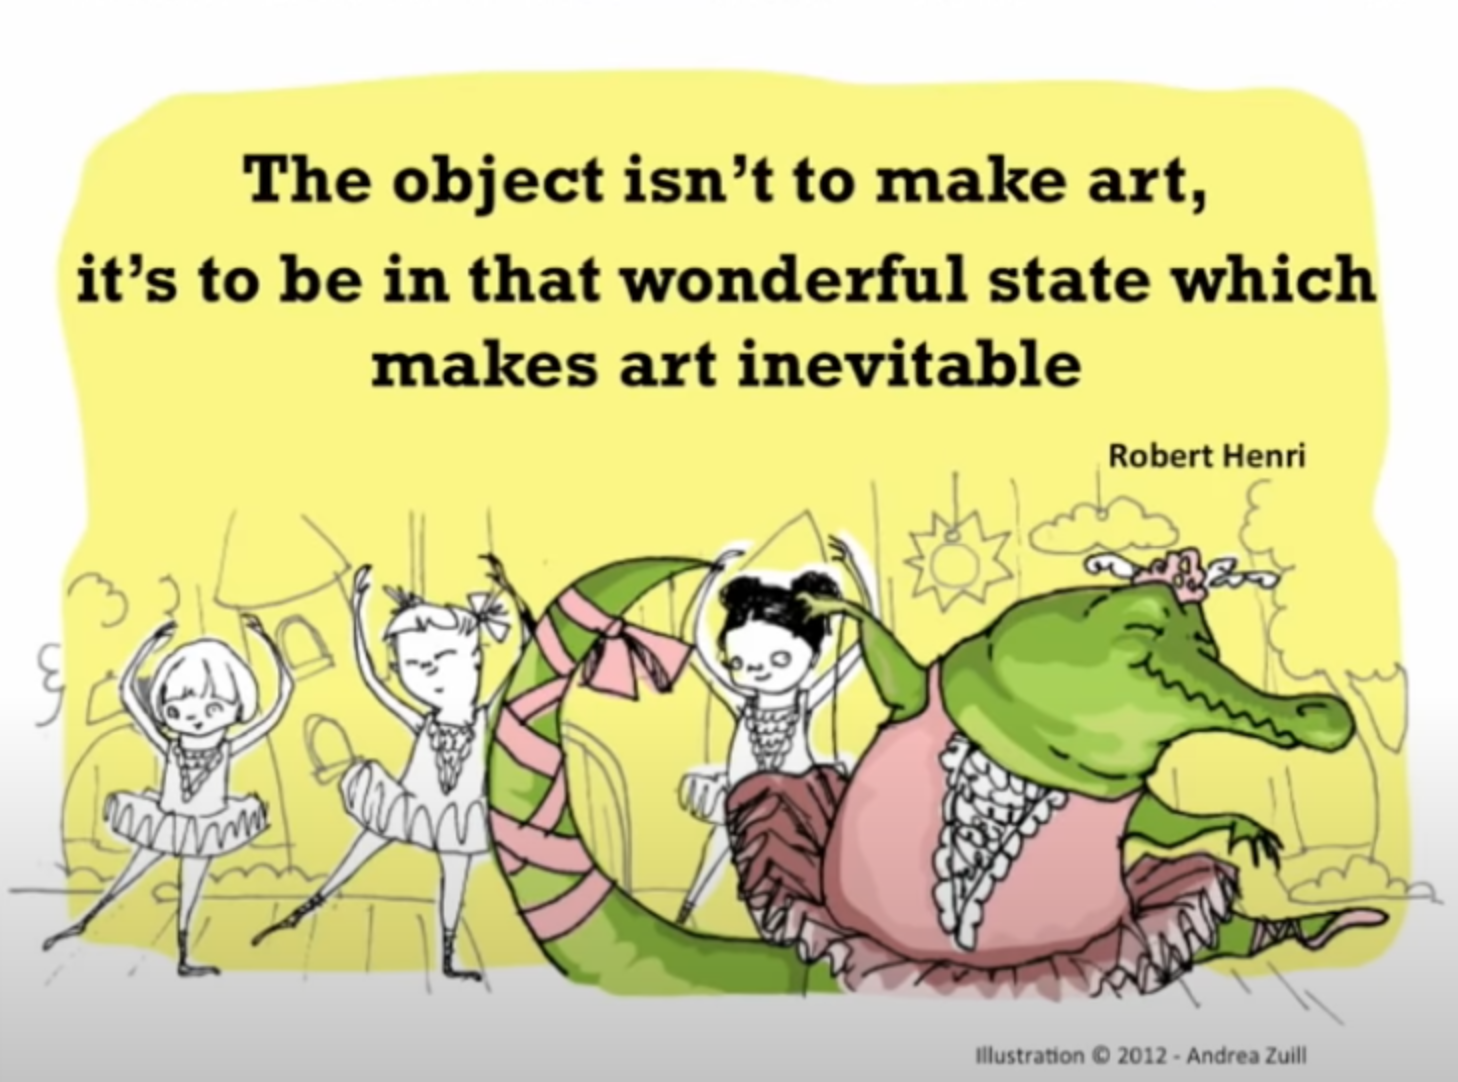 The object isn’t to make art,
it’s to be in that wonderful state which
makes art inevitable
Robert Henri
Illustration © 2012 - Andrea Zuill